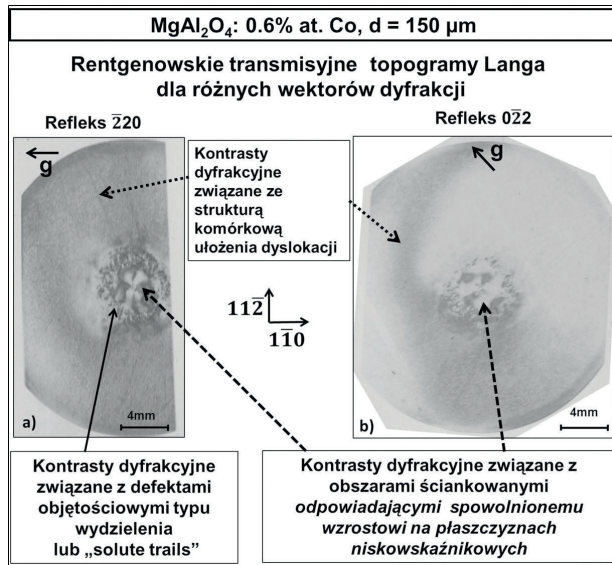 MgAl₂O₄: 0.6% at. Co, d = 150 μm
Rentgenowskie transmisyjne topogramy Langa
dla różnych wektorów dyfrakcji
Refleks 2̅20
Refleks 02̅2
g
g
Kontrasty
dyfrakcyjne
związane ze
strukturą
komórkową
ułożenia dyslokacji
112̅
11̅0
a)
4mm
b)
4mm
Kontrasty dyfrakcyjne
związane z defektami
objętościowymi typu
wydzielenia
lub „solute trails”
Kontrasty dyfrakcyjne związane z
obszarami ściankowanymi
odpowiadającymi spowolnionemu
wzrostowi na płaszczyznach
niskowskaźnikowych